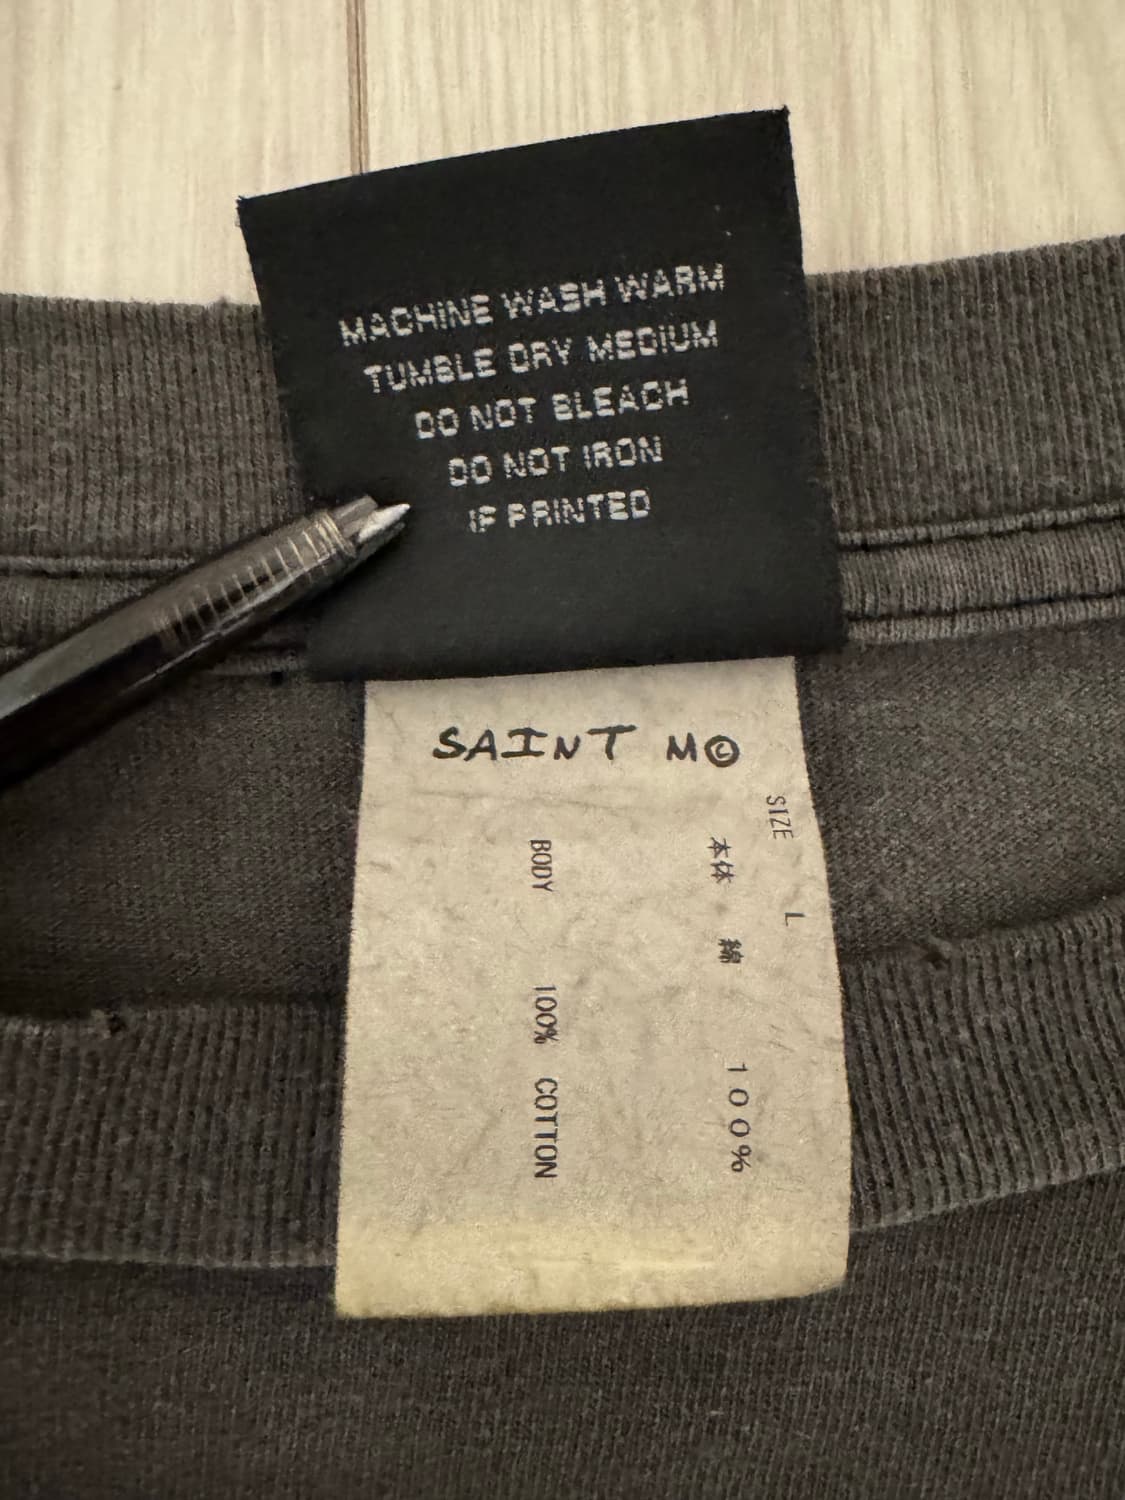 MACHINE WASH WARM
TUMBLE DRY MEDIUM
DO NOT BLEACH
DO NOT IRON
IF PRINTED
SAINT M©
SIZE L
本体 綿 100%
BODY 100% COTTON